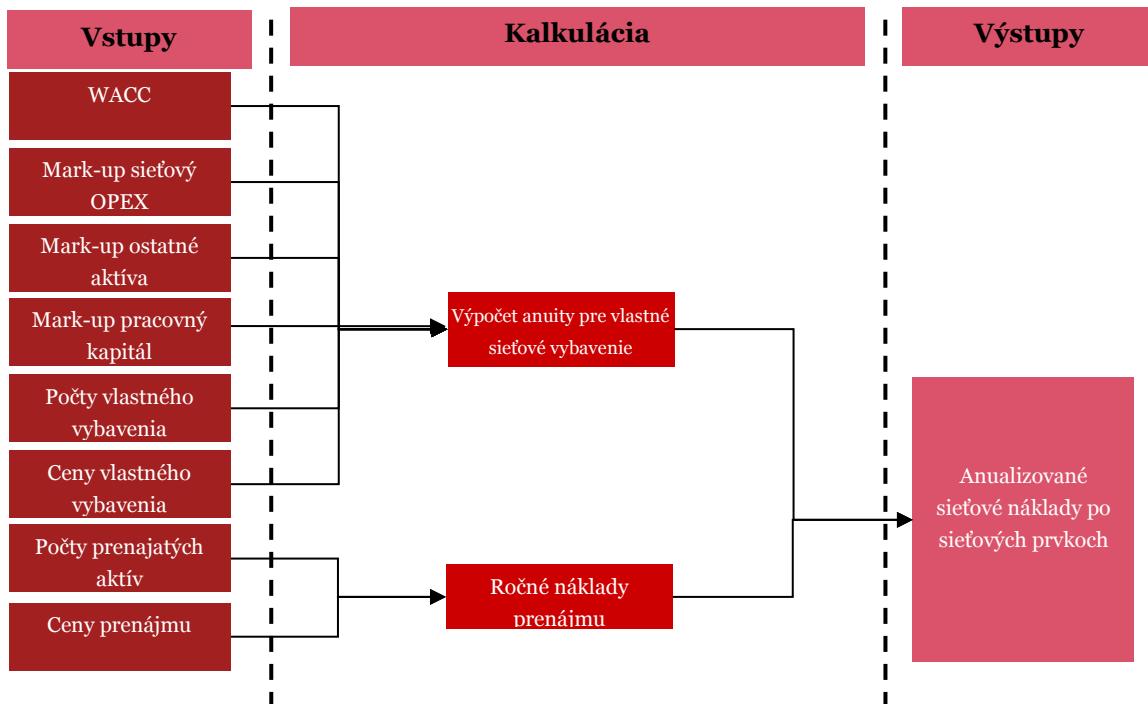 Vstupy
Kalkulácia
Výstupy
WACC
Mark-up sieťový
OPEX
Mark-up ostatné
aktíva
Mark-up pracovný
kapitál
Počty vlastného
vybavenia
Ceny vlastného
vybavenia
Počty prenajatých
aktív
Ceny prenájmu
Výpočet anuity pre vlastné
sieťové vybavenie
Ročné náklady
prenájmu
Anualizované
sieťové náklady po
sieťových prvkoch